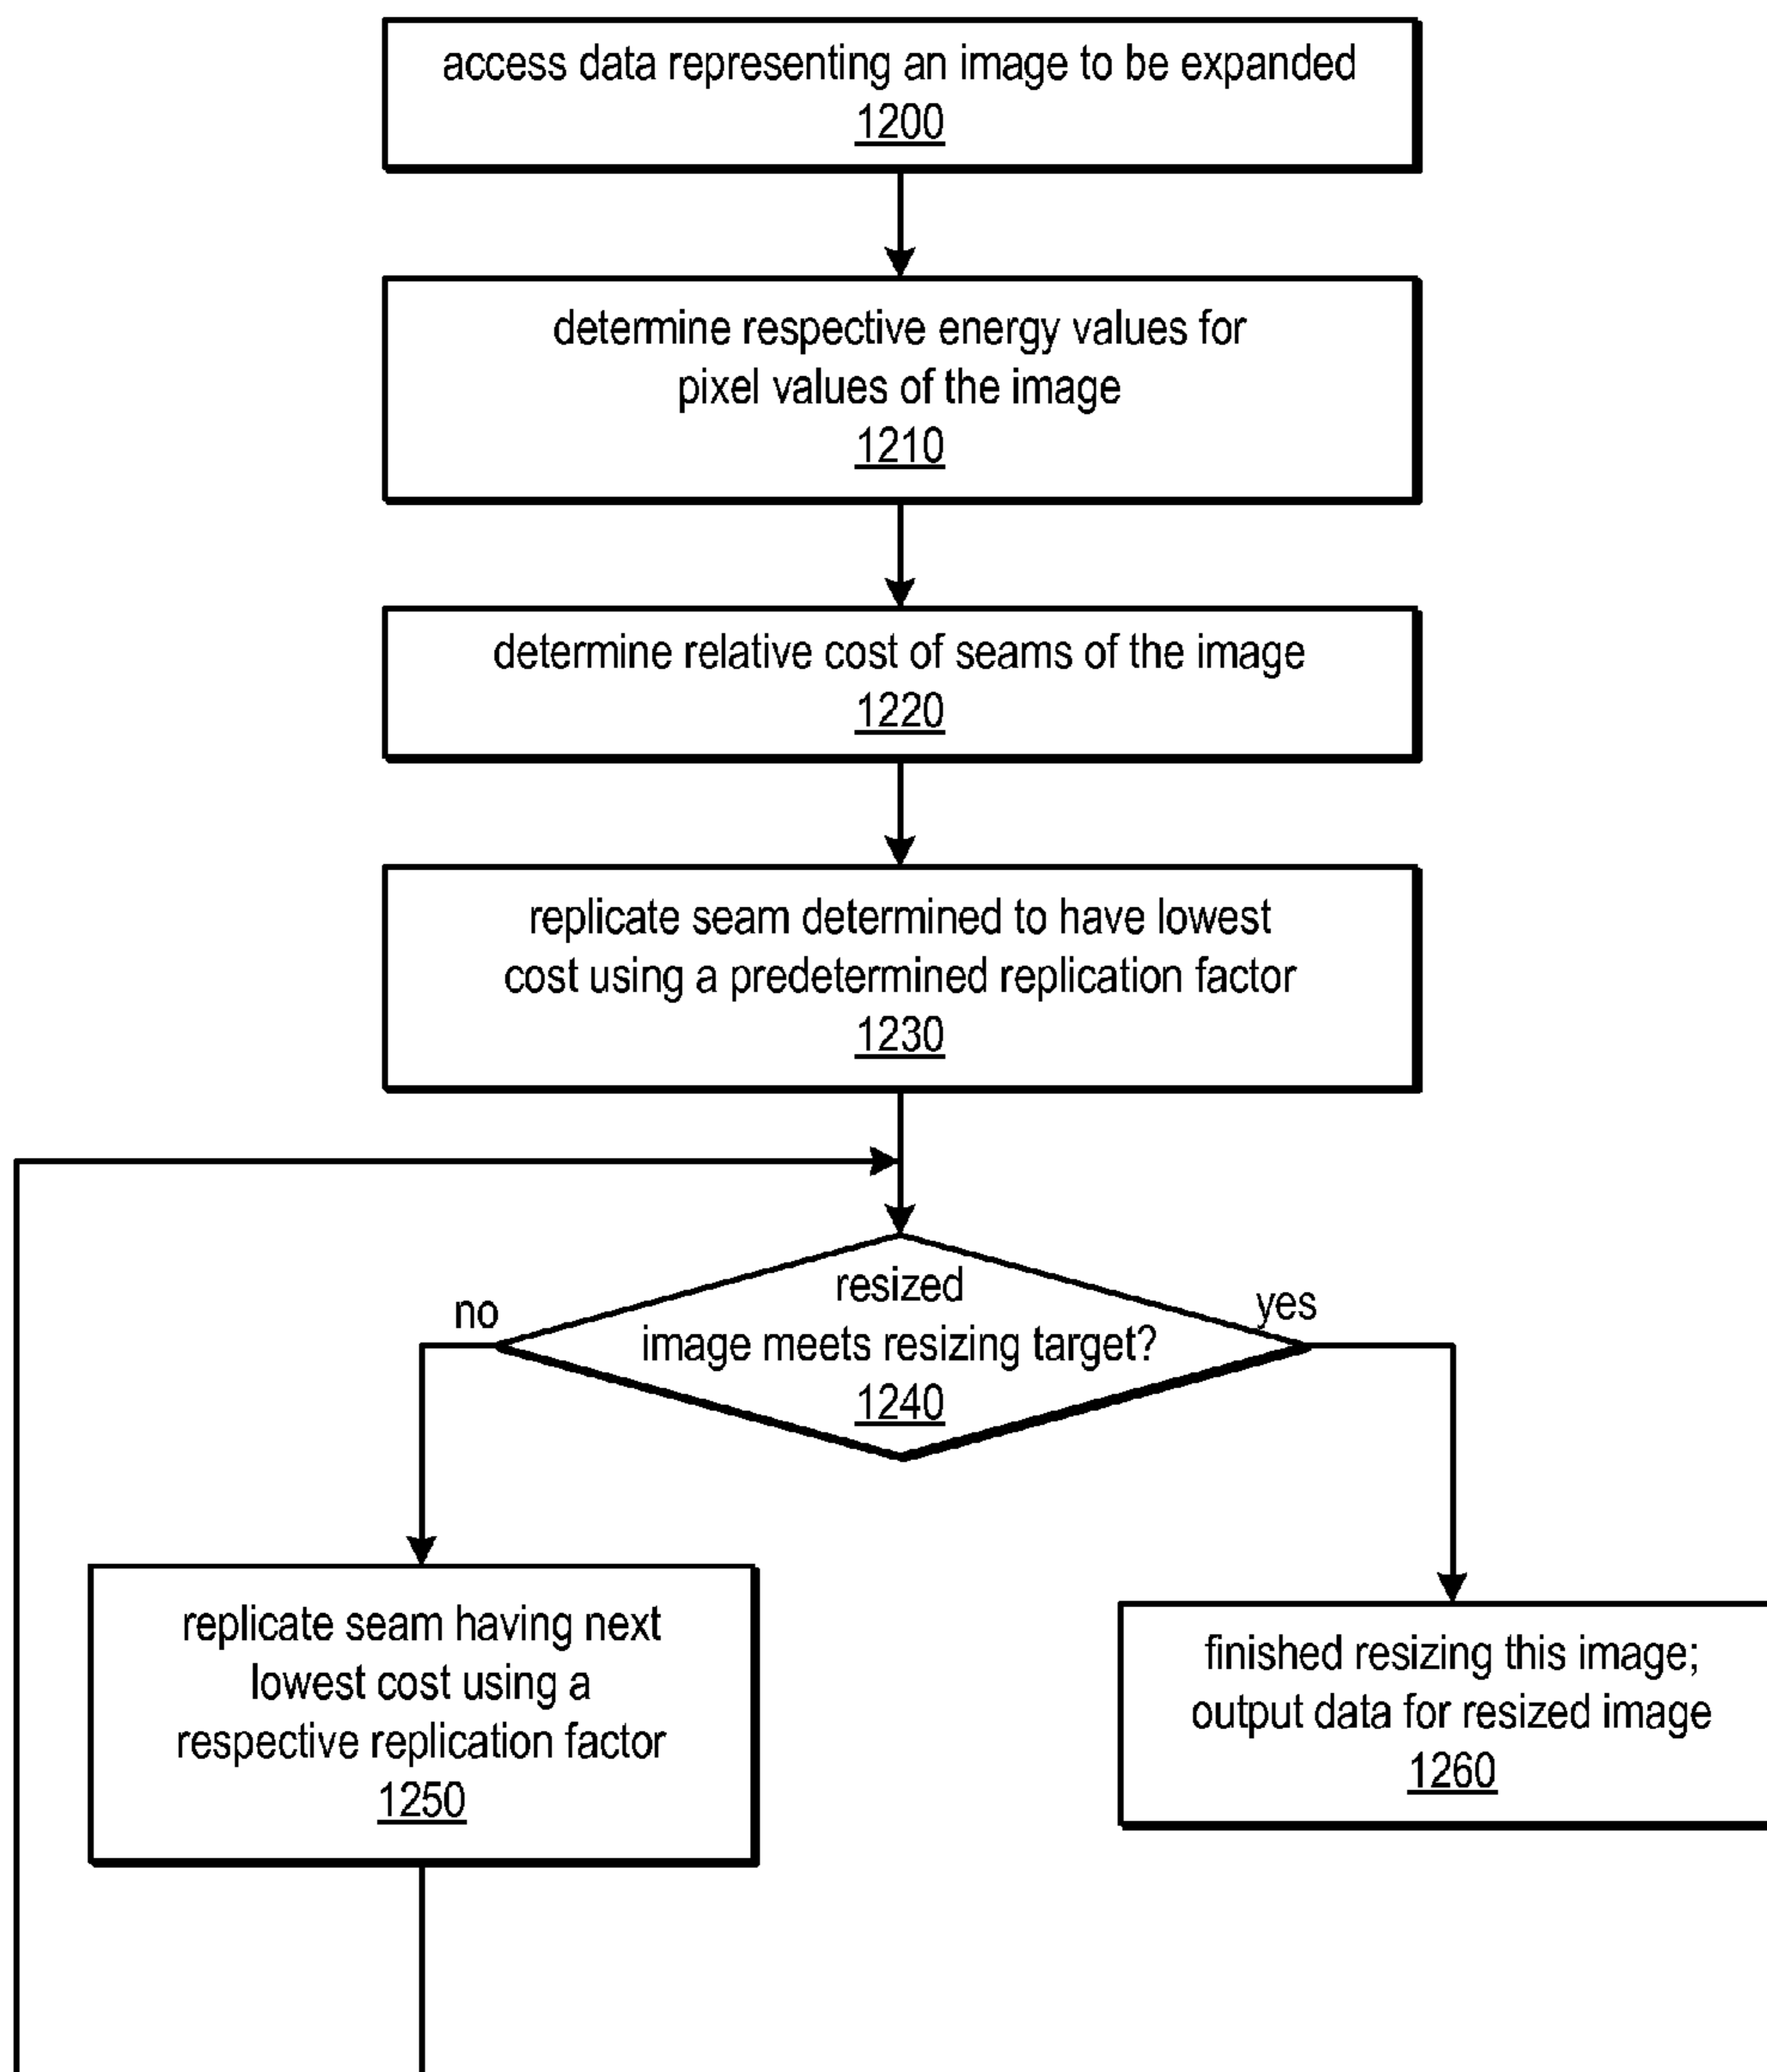 access data representing an image to be expanded
1200
determine respective energy values for
pixel values of the image
1210
determine relative cost of seams of the image
1220
replicate seam determined to have lowest
cost using a predetermined replication factor
1230
resized
image meets resizing target?
1240
no
yes
replicate seam having next
lowest cost using a
respective replication factor
1250
finished resizing this image;
output data for resized image
1260